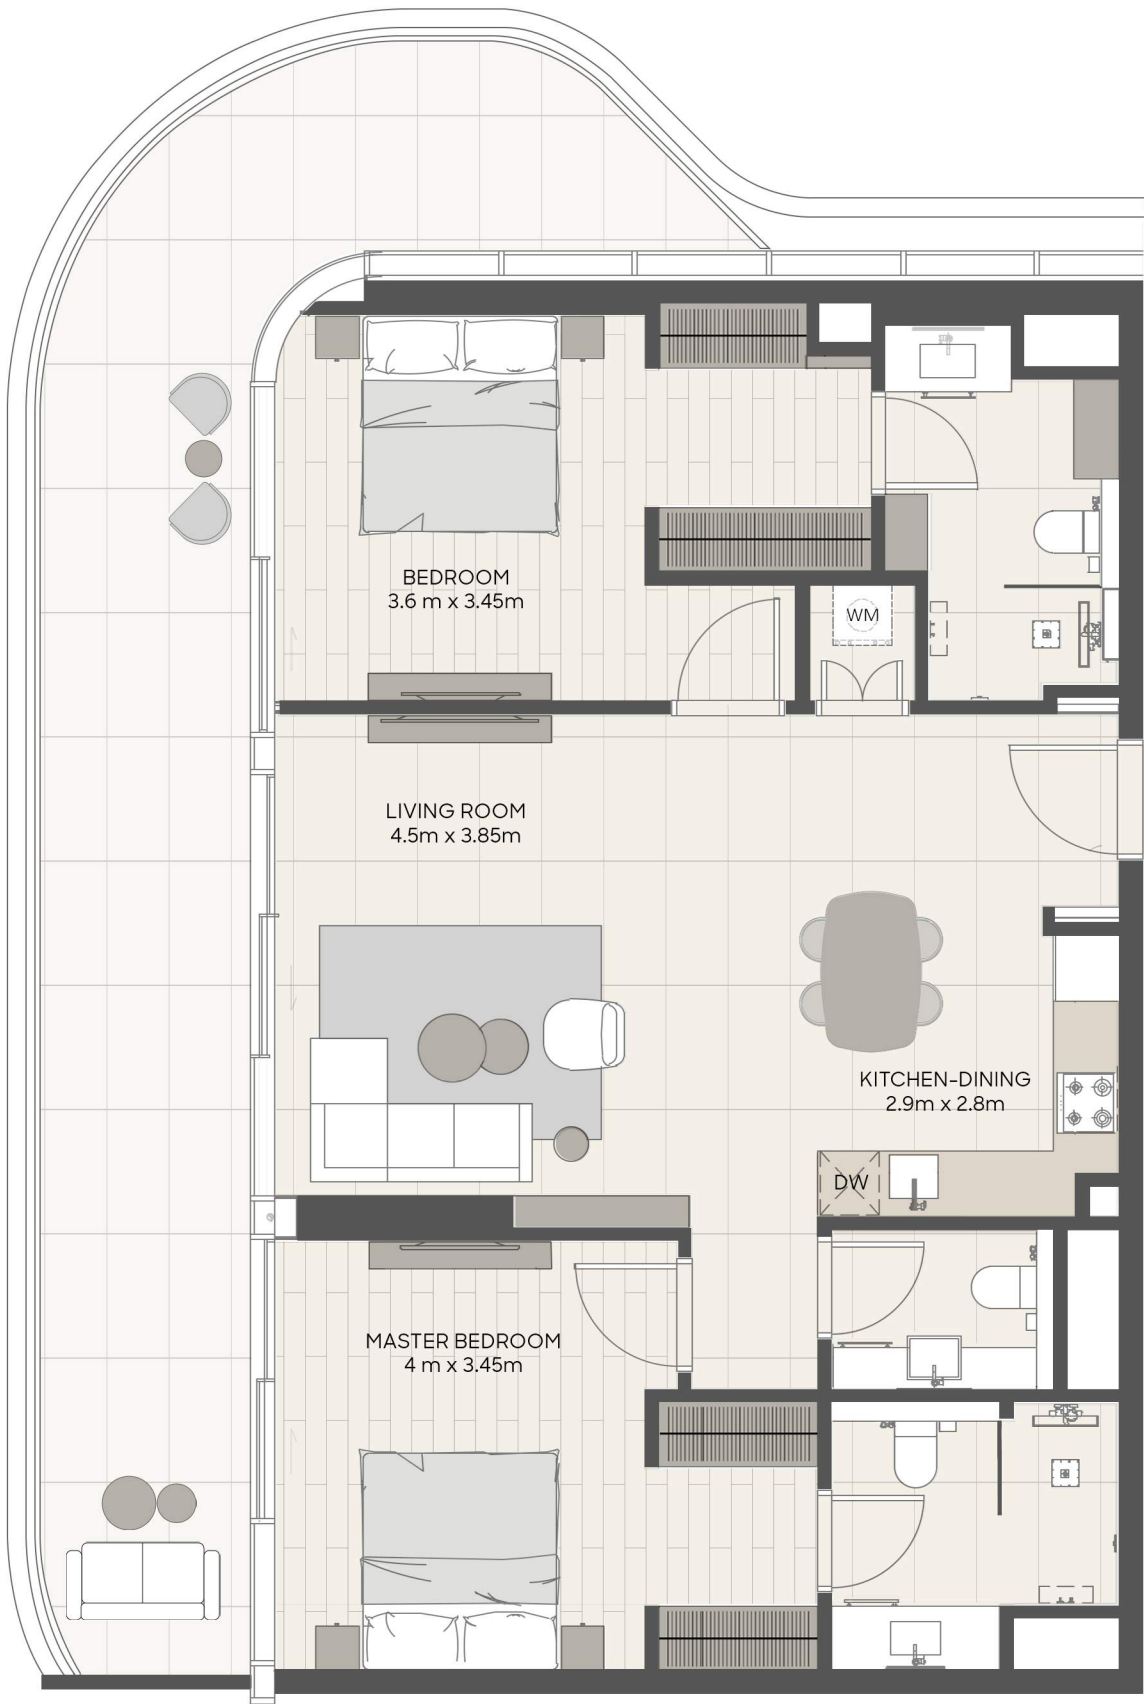 BEDROOM
3.6 m x 3.45m
WM
LIVING ROOM
4.5m x 3.85m
KITCHEN-DINING
2.9m x 2.8m
DW
MASTER BEDROOM
4 m x 3.45m